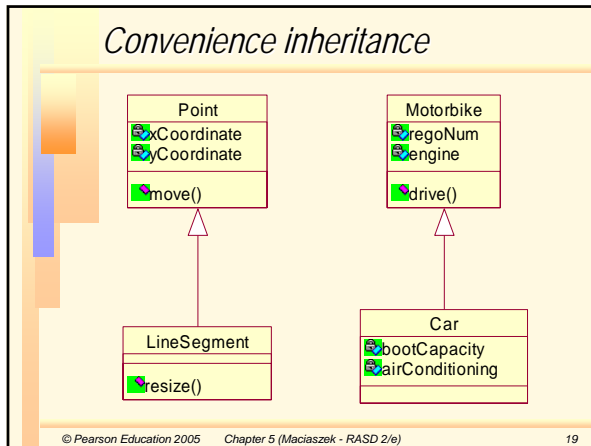 Convenience inheritance
Point
xCoordinate
yCoordinate
move()
Motorbike
regoNum
engine
drive()
LineSegment
resize()
Car
bootCapacity
airConditioning
© Pearson Education 2005 Chapter 5 (Maciaszek - RASD 2/e) 19